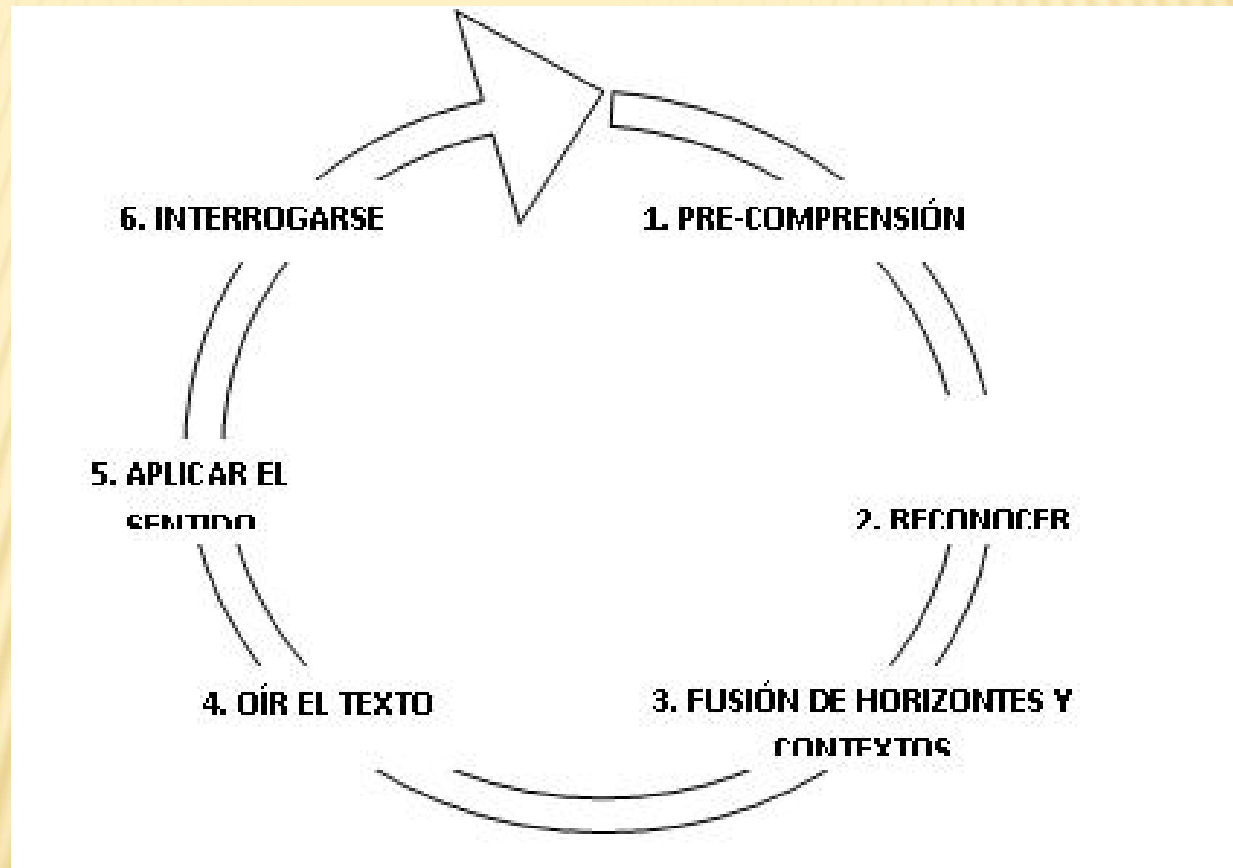 1. PRE-COMPRENSIÓN
2. RECONOCER
3. FUSIÓN DE HORIZONTES Y
CONTEXTOS
4. OÍR EL TEXTO
5. APLICAR EL
SENTIDO
6. INTERROGARSE